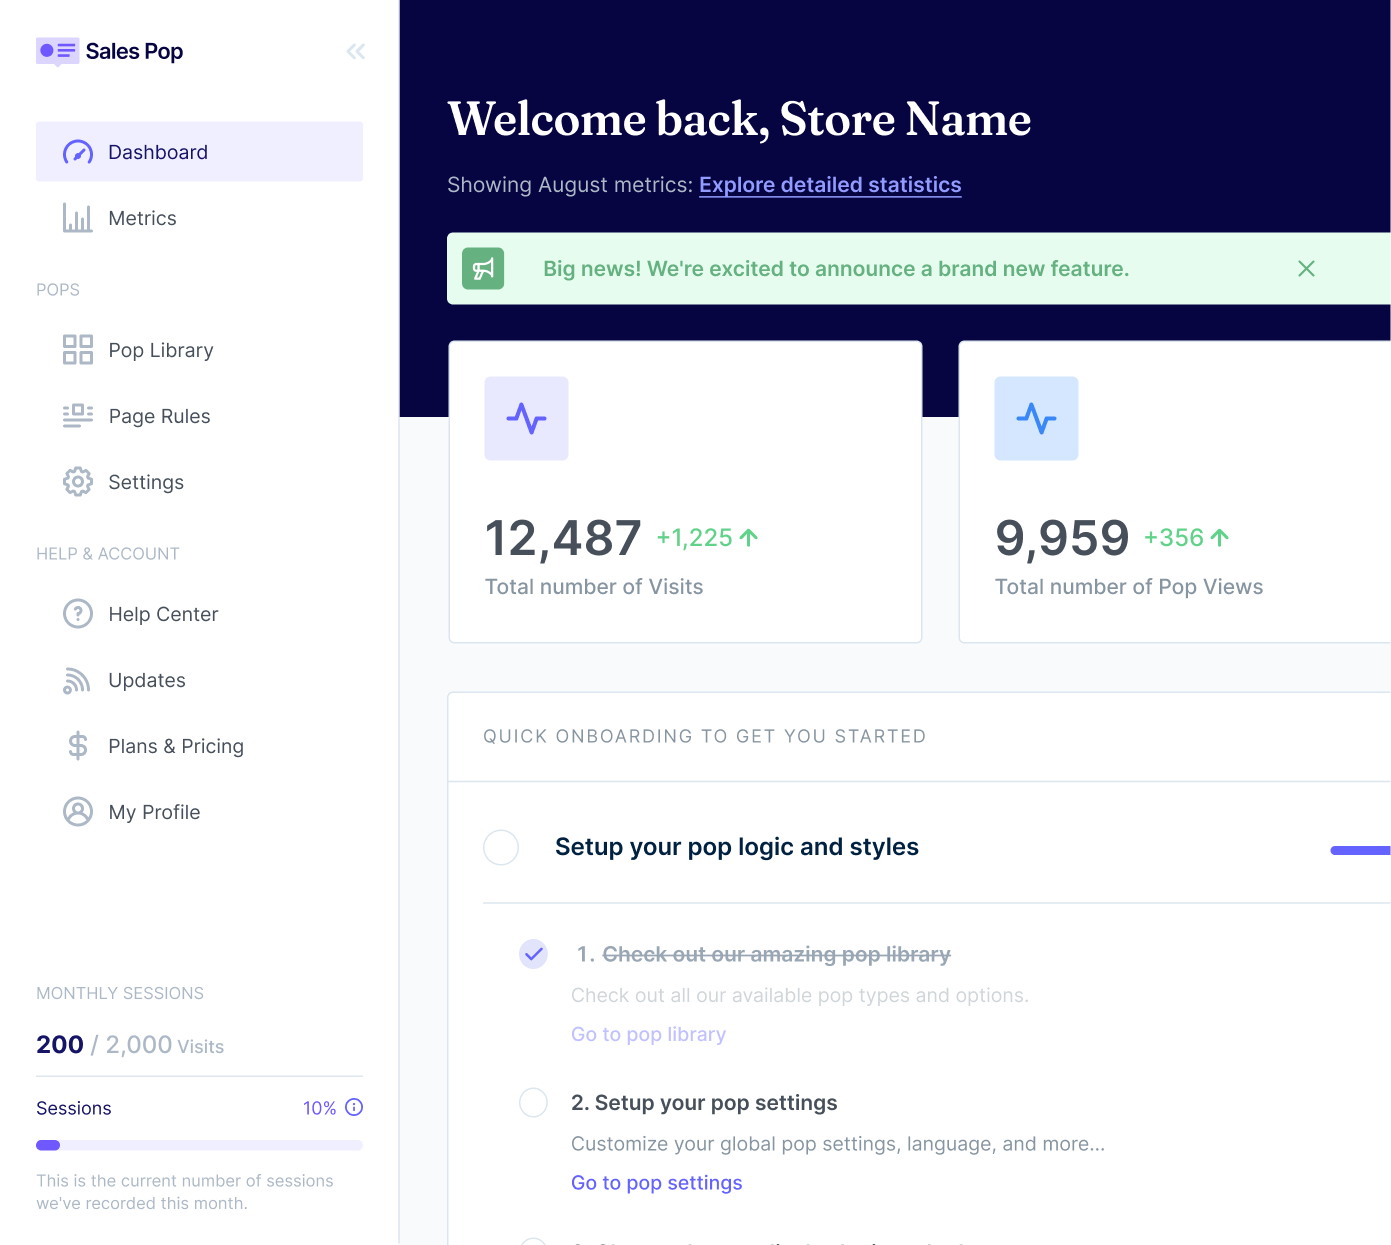 Sales Pop
Dashboard
Metrics
POPS
Pop Library
Page Rules
Settings
HELP & ACCOUNT
Help Center
Updates
Plans & Pricing
My Profile
MONTHLY SESSIONS
200 / 2,000 Visits
Sessions 10%
This is the current number of sessions
we've recorded this month.
Welcome back, Store Name
Showing August metrics: Explore detailed statistics
Big news! We're excited to announce a brand new feature.
12,487 +1,225
Total number of Visits
9,959 +356
Total number of Pop Views
QUICK ONBOARDING TO GET YOU STARTED
Setup your pop logic and styles
1. Check out our amazing pop library
Check out all our available pop types and options.
Go to pop library
2. Setup your pop settings
Customize your global pop settings, language, and more...
Go to pop settings